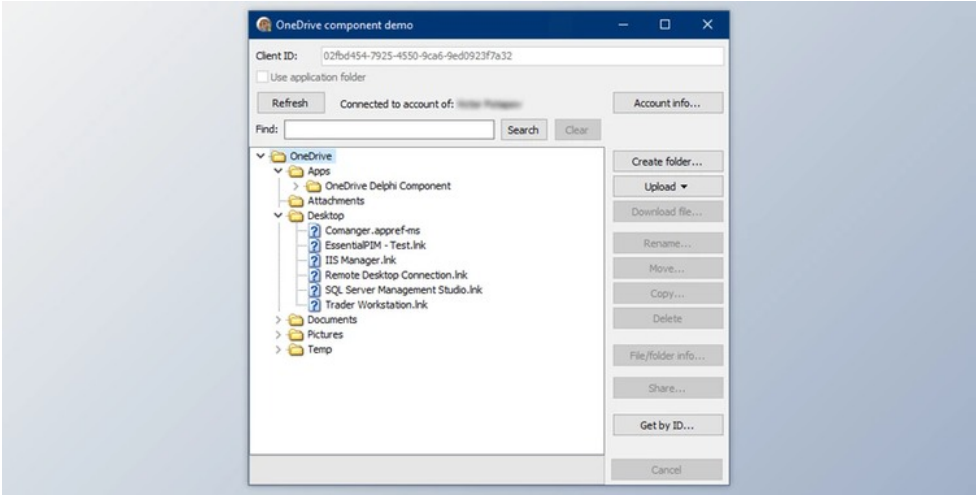 OneDrive component demo
Client ID: 02fbd454-7925-4550-9ca6-9ed0923f7a32
Use application folder
Refresh Connected to account of: Account info...
Find: Search Clear
OneDrive
Apps
OneDrive Delphi Component
Attachments
Desktop
Comanger.appref-ms
EssentialPIM - Test.lnk
IIS Manager.lnk
Remote Desktop Connection.lnk
SQL Server Management Studio.lnk
Trader Workstation.lnk
Documents
Pictures
Temp
Create folder...
Upload
Download file...
Rename...
Move...
Copy...
Delete
File/folder info...
Share...
Get by ID...
Cancel